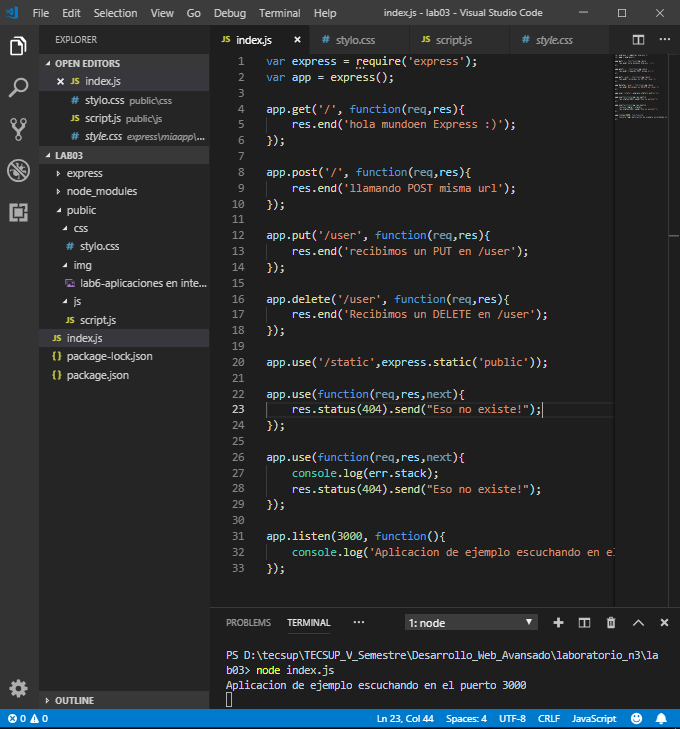 File Edit Selection View Go Debug Terminal Help index.js - lab03 - Visual Studio Code
EXPLORER
OPEN EDITORS
JS index.js
# stylo.css public\css
JS script.js public\js
# style.css express\miaapp\...
LAB03
express
node_modules
public
css
# stylo.css
img
lab6-aplicaciones en inte...
js
JS script.js
JS index.js
{} package-lock.json
{} package.json
OUTLINE
JS index.js # stylo.css JS script.js # style.css
1 var express = require('express');
2 var app = express();
3
4 app.get('/', function(req,res){
5 res.end('hola mundoen Express :)');
6 });
7
8 app.post('/', function(req,res){
9 res.end('llamando POST misma url');
10 });
11
12 app.put('/user', function(req,res){
13 res.end('recibimos un PUT en /user');
14 });
15
16 app.delete('/user', function(req,res){
17 res.end('Recibimos un DELETE en /user');
18 });
19
20 app.use('/static',express.static('public'));
21
22 app.use(function(req,res,next){
23 res.status(404).send("Eso no existe!");
24 });
25
26 app.use(function(req,res,next){
27 console.log(err.stack);
28 res.status(404).send("Eso no existe!");
29 });
30
31 app.listen(3000, function(){
32 console.log('Aplicacion de ejemplo escuchando en el
33 });
PROBLEMS TERMINAL ... 1: node
PS D:\tecsup\TECSUP_V_Semestre\Desarrollo_Web_Avansado\laboratorio_n3\la
b03> node index.js
Aplicacion de ejemplo escuchando en el puerto 3000
0 0 Ln 23, Col 44 Spaces: 4 UTF-8 CRLF JavaScript